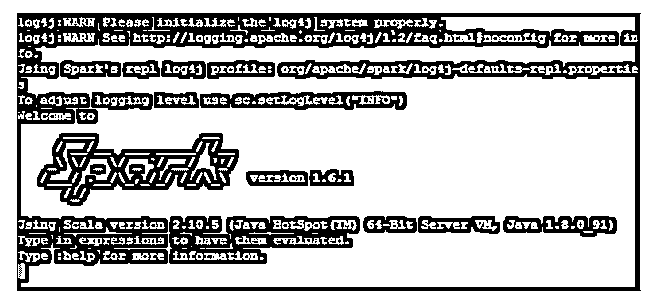 log4j:WARN Please initialize the log4j system properly.
log4j:WARN See http://logging.apache.org/log4j/1.2/faq.html#noconfig for more in
fo.
Using Spark's repl log4j profile: org/apache/spark/log4j-defaults-repl.propertie
s
To adjust logging level use sc.setLogLevel("INFO")
Welcome to
Spark version 1.6.1
Using Scala version 2.10.5 (Java HotSpot(TM) 64-Bit Server VM, Java 1.8.0_91)
Type in expressions to have them evaluated.
Type :help for more information.